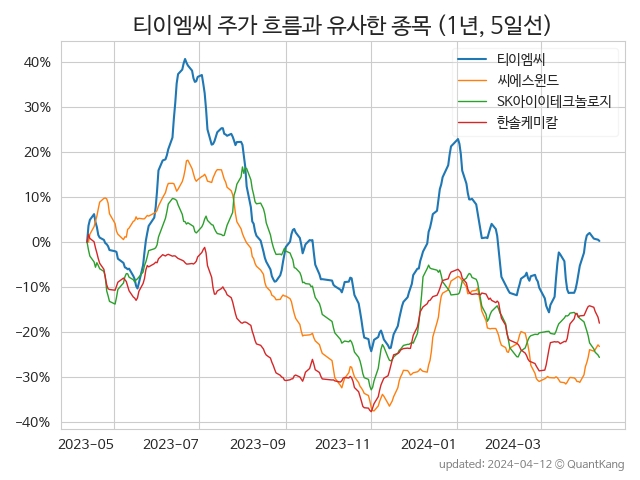 티이엠씨 주가 흐름과 유사한 종목 (1년, 5일선)
티이엠씨
씨에스윈드
SK아이이테크놀로지
한솔케미칼
40%
30%
20%
10%
0%
−10%
−20%
−30%
−40%
2023-05 2023-07 2023-09 2023-11 2024-01 2024-03
updated: 2024-04-12 © QuantKang